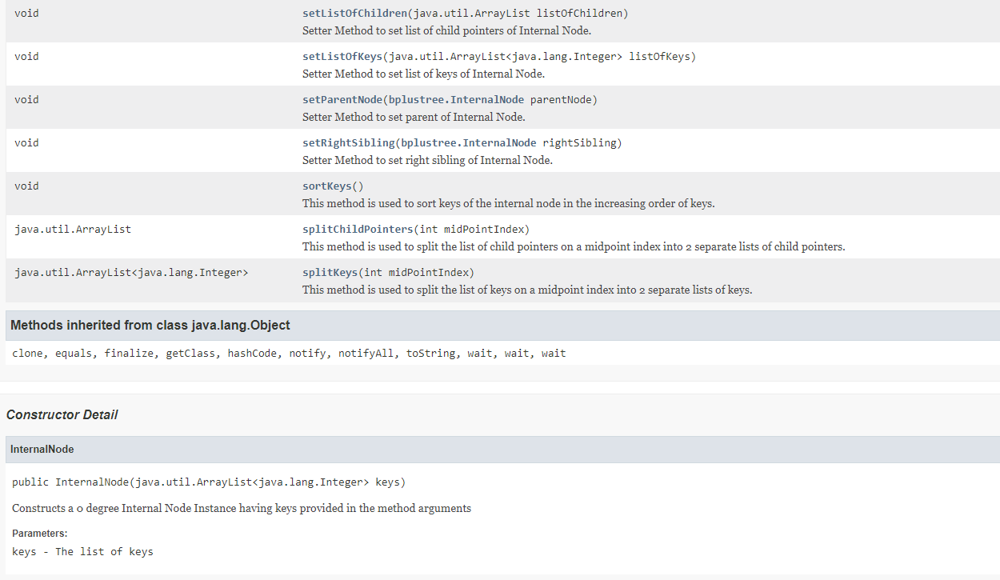 void setListOfChildren(java.util.ArrayList listOfChildren)
Setter Method to set list of child pointers of Internal Node.
void setListOfKeys(java.util.ArrayList<java.lang.Integer> listOfKeys)
Setter Method to set list of keys of Internal Node.
void setParentNode(bplustree.InternalNode parentNode)
Setter Method to set parent of Internal Node.
void setRightSibling(bplustree.InternalNode rightSibling)
Setter Method to set right sibling of Internal Node.
void sortKeys()
This method is used to sort keys of the internal node in the increasing order of keys.
java.util.ArrayList splitChildPointers(int midPointIndex)
This method is used to split the list of child pointers on a midpoint index into 2 separate lists of child pointers.
java.util.ArrayList<java.lang.Integer> splitKeys(int midPointIndex)
This method is used to split the list of keys on a midpoint index into 2 separate lists of keys.
Methods inherited from class java.lang.Object
clone, equals, finalize, getClass, hashCode, notify, notifyAll, toString, wait, wait, wait
Constructor Detail
InternalNode
public InternalNode(java.util.ArrayList<java.lang.Integer> keys)
Constructs a 0 degree Internal Node Instance having keys provided in the method arguments
Parameters:
keys - The list of keys